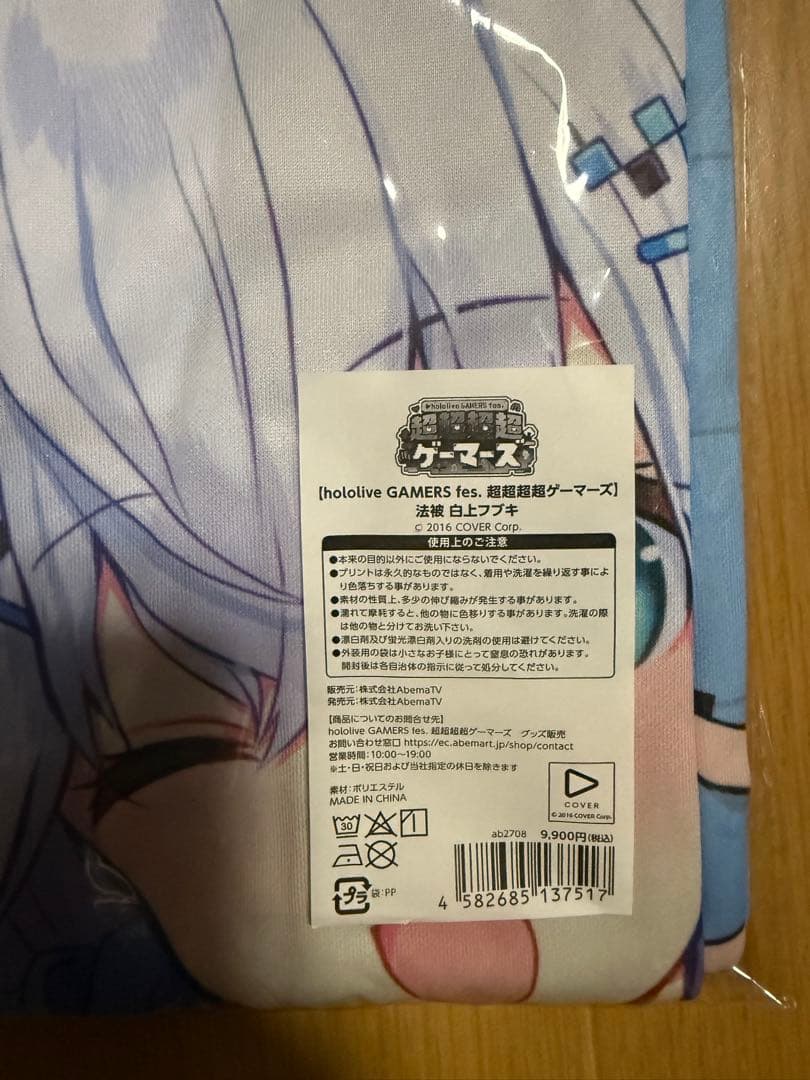 hololive GAMERS fes.
超超超超
ゲーマーズ
【hololive GAMERS fes. 超超超超ゲーマーズ】
法被 白上フブキ
© 2016 COVER Corp.
使用上のご注意
●本来の目的以外にご使用にならないでください。
●プリントは永久的なものではなく、着用や洗濯を繰り返す事によ
り色落ちする事があります。
●素材の性質上、多少の伸び縮みが発生する事があります。
●濡れて摩耗すると、他の物に色移りする事があります。洗濯の際
は他の物と分けてお洗い下さい。
●漂白剤及び蛍光漂白剤入りの洗剤の使用は避けてください。
●外装用の袋は小さなお子様にとって窒息の恐れがあります。
開封後は各自治体の指示に従って処分してください。
販売元：株式会社AbemaTV
発売元：株式会社AbemaTV
【商品についてのお問合せ先】
hololive GAMERS fes. 超超超超ゲーマーズ グッズ販売
お問い合わせ窓口 https://ec.abemart.jp/shop/contact
営業時間：10:00～19:00
※土・日・祝日および当社指定の休日を除きます
素材：ポリエステル
MADE IN CHINA
COVER
© 2016 COVER Corp.
30
ab2708 9,900円(税込)
プラ 袋：PP
4 582685 137517